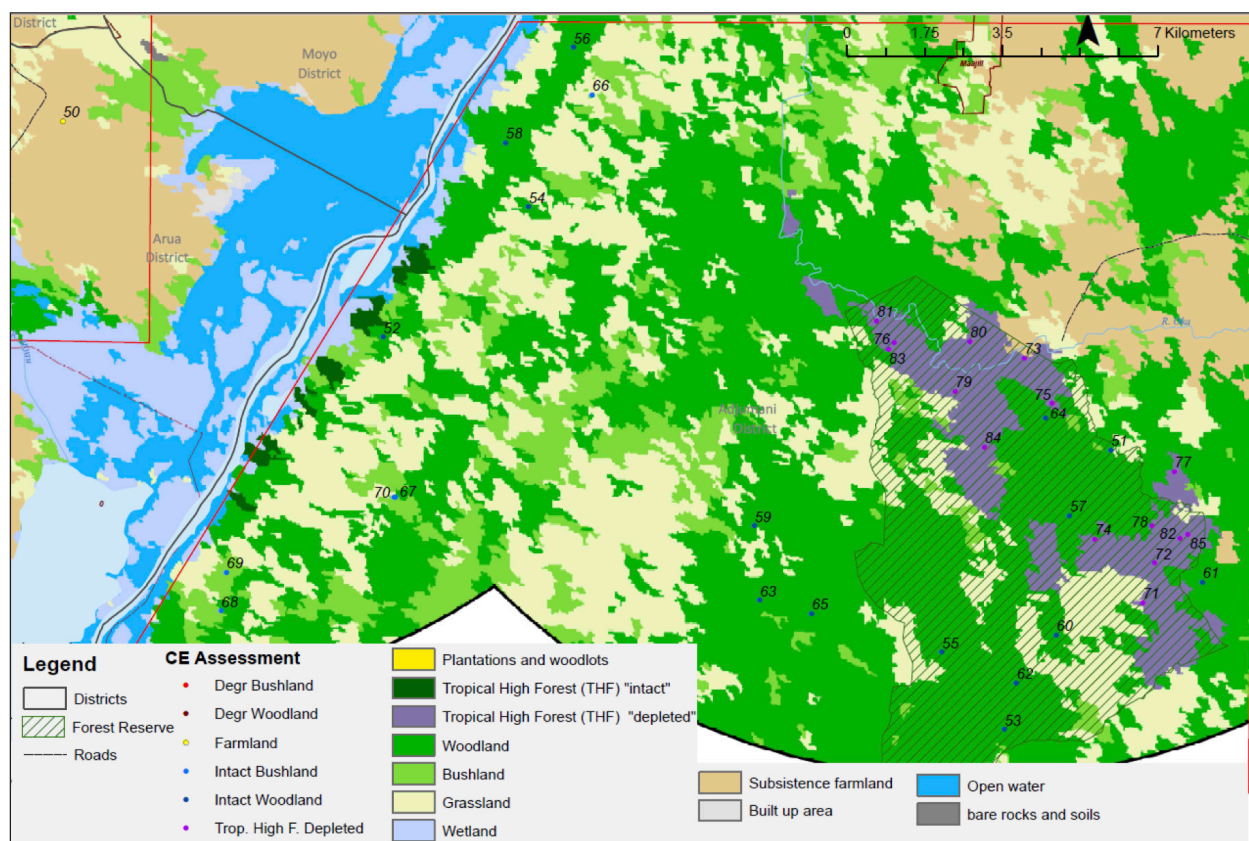 District
Moyo
District
56
0 1.75 3.5 7 Kilometers
66
50
58
54
Arua
District
52
81
76
83
80
73
R. Oja
79
75
64
Adjumani
District
84
51
77
70 67
59
57
74
78
82
85
72
69
68
63
65
61
71
60
55
62
53
Legend
Districts
Forest Reserve
Roads
CE Assessment
Degr Bushland
Degr Woodland
Farmland
Intact Bushland
Intact Woodland
Trop. High F. Depleted
Plantations and woodlots
Tropical High Forest (THF) "intact"
Tropical High Forest (THF) "depleted"
Woodland
Bushland
Grassland
Wetland
Subsistence farmland
Built up area
Open water
bare rocks and soils